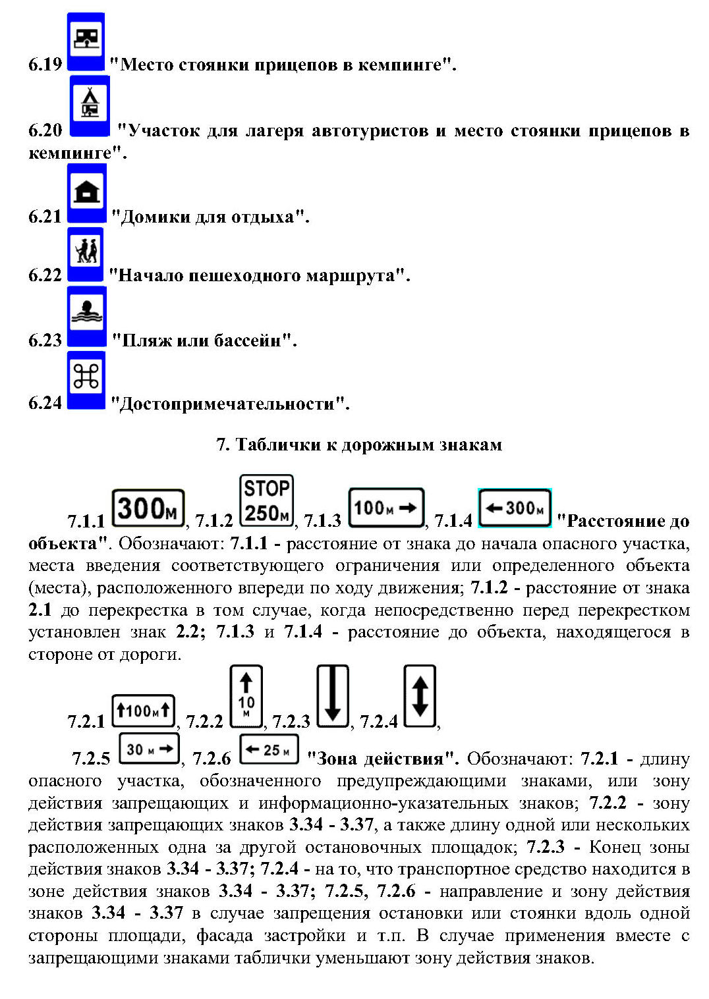 6.19 "Место стоянки прицепов в кемпинге".
6.20 "Участок для лагеря автотуристов и место стоянки прицепов в
кемпинге".
6.21 "Домики для отдыха".
6.22 "Начало пешеходного маршрута".
6.23 "Пляж или бассейн".
6.24 "Достопримечательности".
7. Таблички к дорожным знакам
7.1.1 300м, 7.1.2 STOP 250м, 7.1.3 100м →, 7.1.4 ←300м "Расстояние до
объекта". Обозначают: 7.1.1 - расстояние от знака до начала опасного участка,
места введения соответствующего ограничения или определенного объекта
(места), расположенного впереди по ходу движения; 7.1.2 - расстояние от знака
2.1 до перекрестка в том случае, когда непосредственно перед перекрестком
установлен знак 2.2; 7.1.3 и 7.1.4 - расстояние до объекта, находящегося в
стороне от дороги.
7.2.1 ↑100м↑, 7.2.2 ↑ 10 м, 7.2.3 ↓, 7.2.4 ↕,
7.2.5 30 м →, 7.2.6 ← 25 м "Зона действия". Обозначают: 7.2.1 - длину
опасного участка, обозначенного предупреждающими знаками, или зону
действия запрещающих и информационно-указательных знаков; 7.2.2 - зону
действия запрещающих знаков 3.34 - 3.37, а также длину одной или нескольких
расположенных одна за другой остановочных площадок; 7.2.3 - Конец зоны
действия знаков 3.34 - 3.37; 7.2.4 - на то, что транспортное средство находится в
зоне действия знаков 3.34 - 3.37; 7.2.5, 7.2.6 - направление и зону действия
знаков 3.34 - 3.37 в случае запрещения остановки или стоянки вдоль одной
стороны площади, фасада застройки и т.п. В случае применения вместе с
запрещающими знаками таблички уменьшают зону действия знаков.